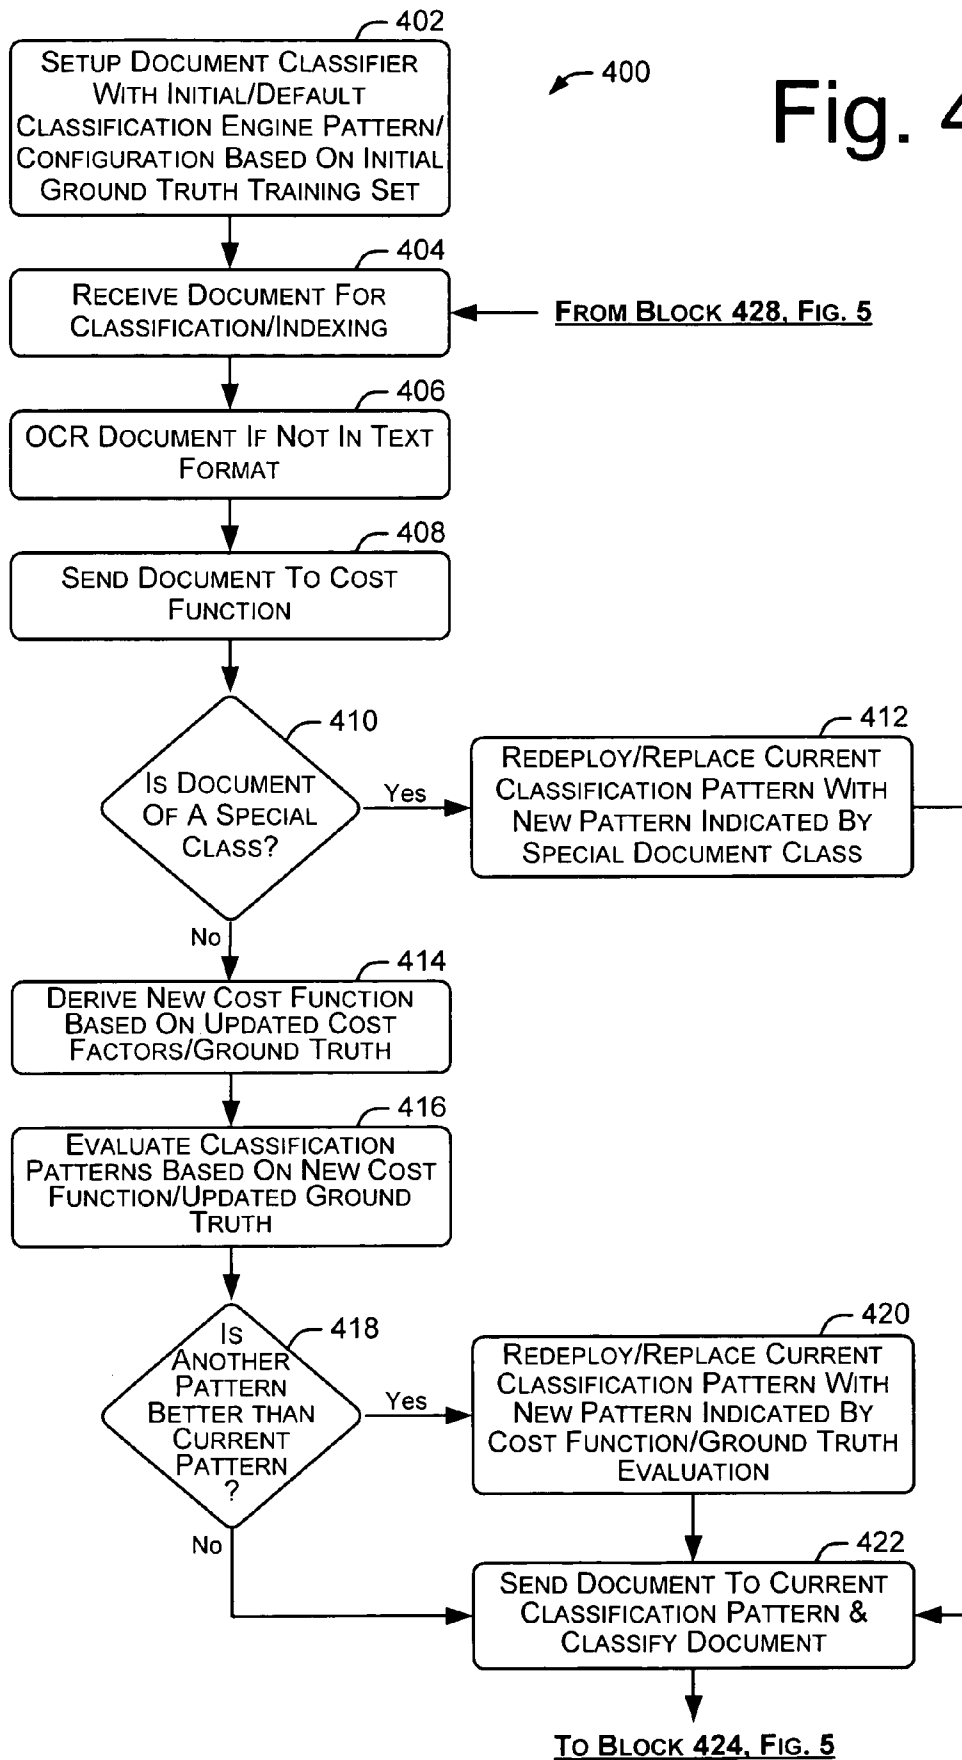 402
SETUP DOCUMENT CLASSIFIER
WITH INITIAL/DEFAULT
CLASSIFICATION ENGINE PATTERN/
CONFIGURATION BASED ON INITIAL
GROUND TRUTH TRAINING SET
400
Fig. 4
404
RECEIVE DOCUMENT FOR
CLASSIFICATION/INDEXING
FROM BLOCK 428, FIG. 5
406
OCR DOCUMENT IF NOT IN TEXT
FORMAT
408
SEND DOCUMENT TO COST
FUNCTION
410
IS DOCUMENT
OF A SPECIAL
CLASS?
Yes
No
412
REDEPLOY/REPLACE CURRENT
CLASSIFICATION PATTERN WITH
NEW PATTERN INDICATED BY
SPECIAL DOCUMENT CLASS
414
DERIVE NEW COST FUNCTION
BASED ON UPDATED COST
FACTORS/GROUND TRUTH
416
EVALUATE CLASSIFICATION
PATTERNS BASED ON NEW COST
FUNCTION/UPDATED GROUND
TRUTH
418
IS
ANOTHER
PATTERN
BETTER THAN
CURRENT
PATTERN
?
Yes
No
420
REDEPLOY/REPLACE CURRENT
CLASSIFICATION PATTERN WITH
NEW PATTERN INDICATED BY
COST FUNCTION/GROUND TRUTH
EVALUATION
422
SEND DOCUMENT TO CURRENT
CLASSIFICATION PATTERN &
CLASSIFY DOCUMENT
TO BLOCK 424, FIG. 5